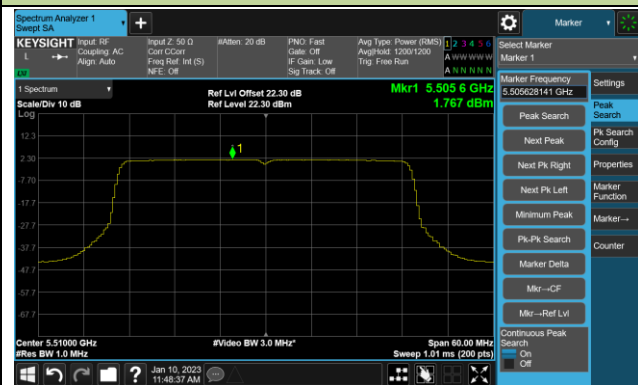 Spectrum Analyzer 1
Swept SA
Marker
KEYSIGHT
L
Input: RF
Coupling: AC
Align: Auto
Input Z: 50 Ω
Corr CCorr
Freq Ref: Int (S)
NFE: Off
#Atten: 20 dB
PNO: Fast
Gate: Off
IF Gain: Low
Sig Track: Off
Avg Type: Power (RMS)
Avg|Hold: 1200/1200
Trig: Free Run
1 2 3 4 5 6
A W W W W W
A N N N N N
Select Marker
Marker 1
1 Spectrum
Scale/Div 10 dB
Log
Ref Lvl Offset 22.30 dB
Ref Level 22.30 dBm
Mkr1 5.505 6 GHz
1.767 dBm
12.3
2.30
-7.70
-17.7
-27.7
-37.7
-47.7
-57.7
-67.7
1
Center 5.51000 GHz
#Res BW 1.0 MHz
#Video BW 3.0 MHz*
Span 60.00 MHz
Sweep 1.01 ms (200 pts)
Marker Frequency
5.505628141 GHz
Peak Search
Next Peak
Next Pk Right
Next Pk Left
Minimum Peak
Pk-Pk Search
Marker Delta
Mkr→CF
Mkr→Ref Lvl
Continuous Peak
Search
On
Off
Settings
Peak
Search
Pk Search
Config
Properties
Marker
Function
Marker→
Counter
Jan 10, 2023
11:48:37 AM